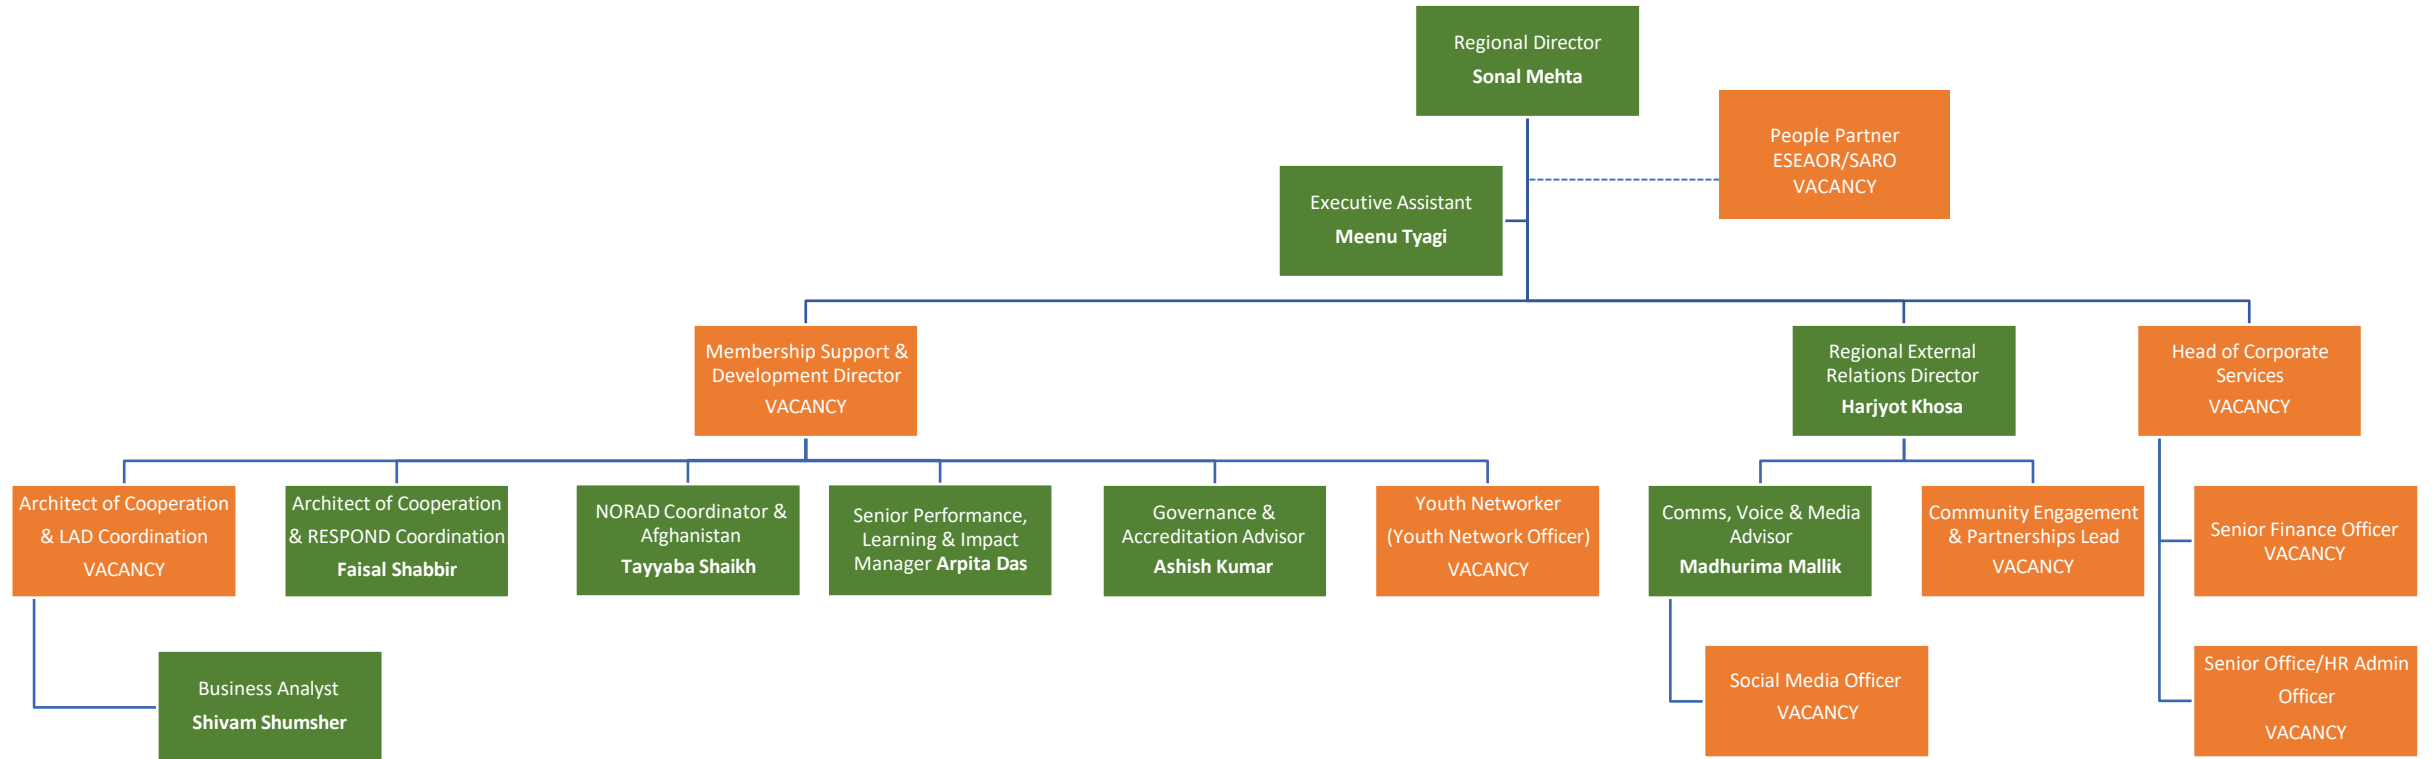 Regional Director
Sonal Mehta
People Partner
ESEAOR/SARO
VACANCY
Executive Assistant
Meenu Tyagi
Membership Support &
Development Director
VACANCY
Regional External
Relations Director
Harjyot Khosa
Head of Corporate
Services
VACANCY
Architect of Cooperation
& LAD Coordination
VACANCY
Architect of Cooperation
& RESPOND Coordination
Faisal Shabbir
NORAD Coordinator &
Afghanistan
Tayyaba Shaikh
Senior Performance,
Learning & Impact
Manager Arpita Das
Governance &
Accreditation Advisor
Ashish Kumar
Youth Networker
(Youth Network Officer)
VACANCY
Comms, Voice & Media
Advisor
Madhurima Mallik
Community Engagement
& Partnerships Lead
VACANCY
Senior Finance Officer
VACANCY
Business Analyst
Shivam Shumsher
Social Media Officer
VACANCY
Senior Office/HR Admin
Officer
VACANCY